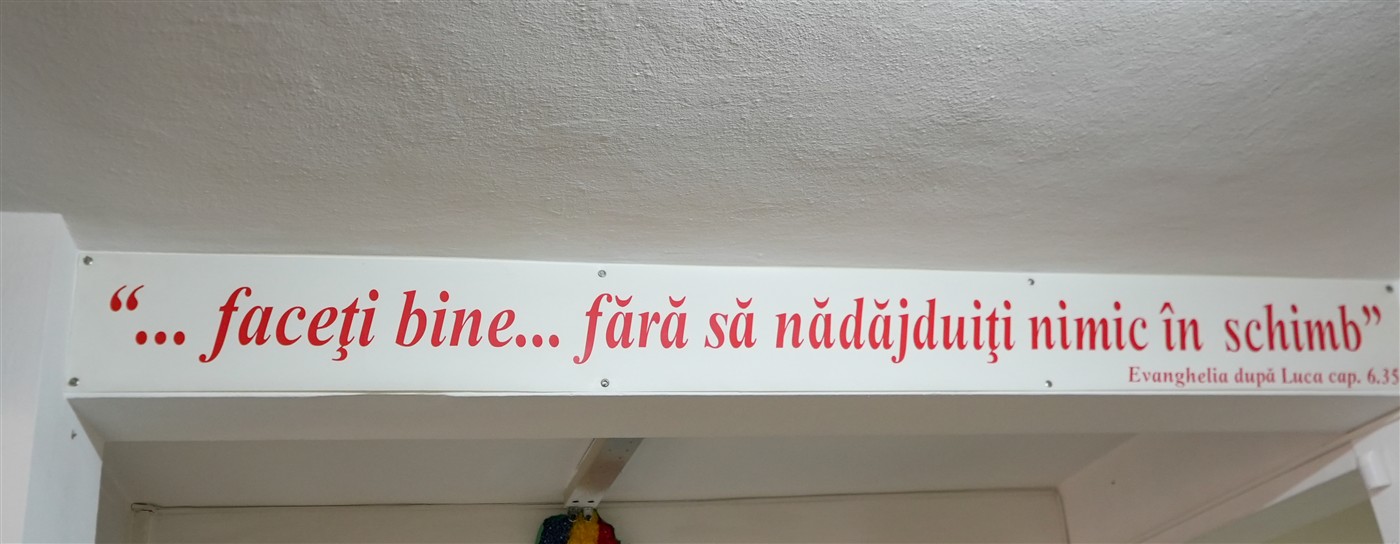 “... faceţi bine... fără să nădăjduiţi nimic în schimb”
Evanghelia după Luca cap. 6.35